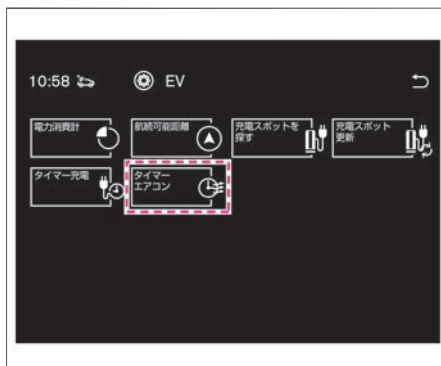 10:58 EV
電力消費計
航続可能距離
充電スポットを
探す
充電スポット
更新
タイマー充電
タイマー
エアコン